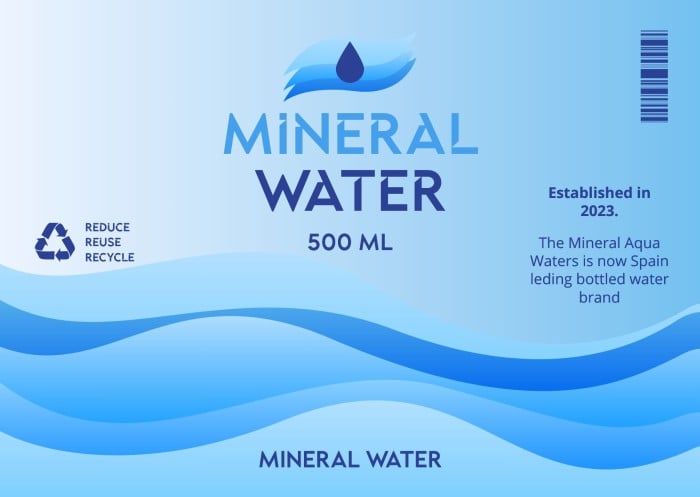 MINERAL
WATER
500 ML
REDUCE
REUSE
RECYCLE
Established in
2023.
The Mineral Aqua
Waters is now Spain
leding bottled water
brand
MINERAL WATER